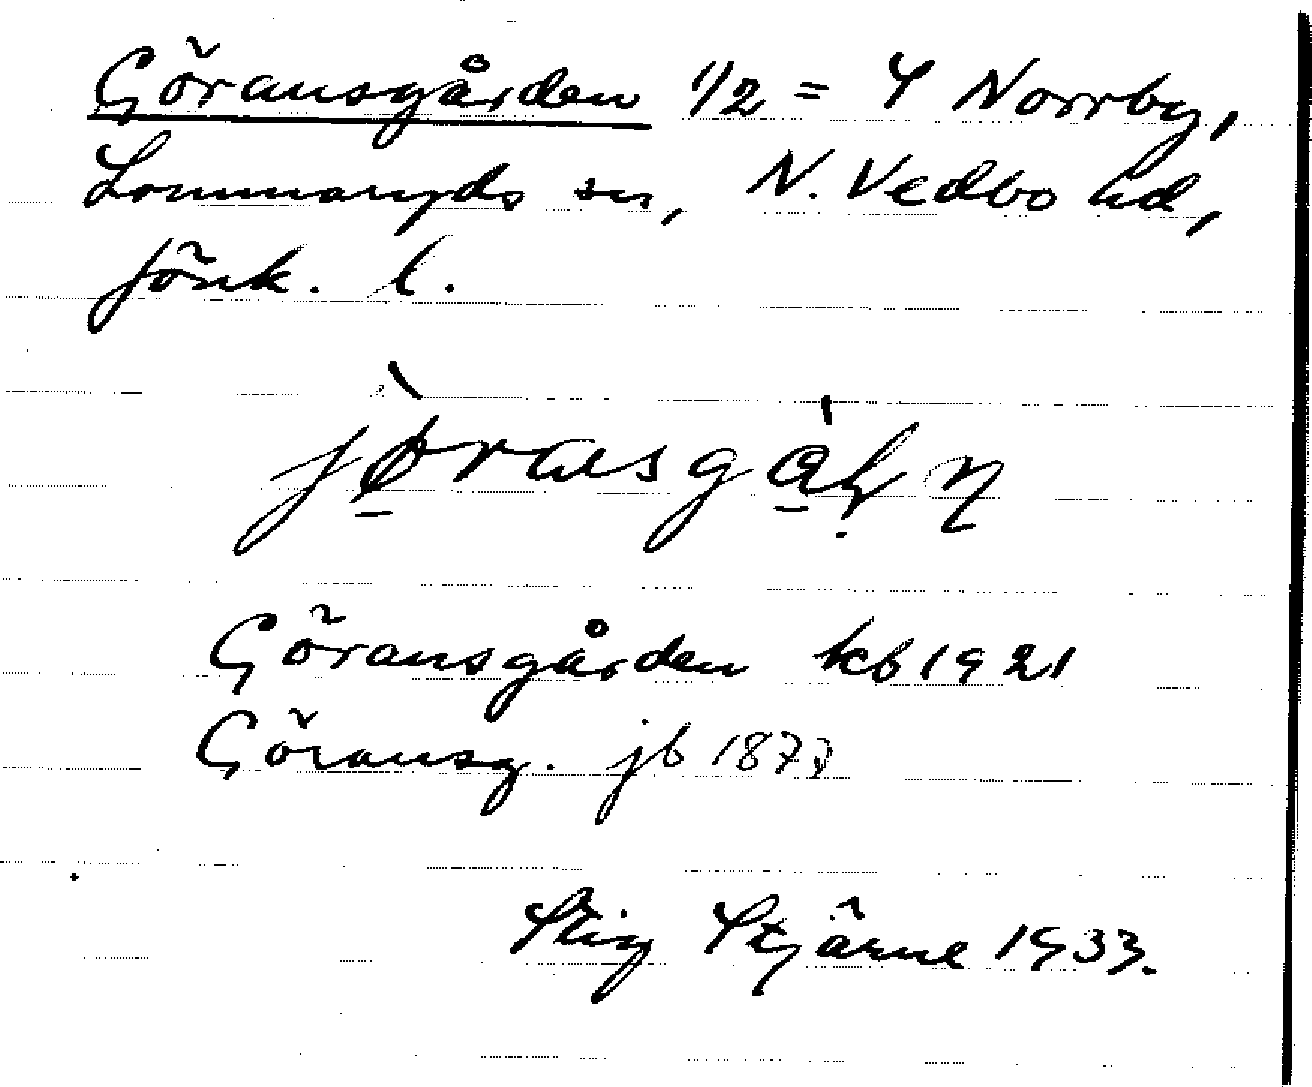 Göransgården 1/2 = 4 Norrby,
Lommaryds sn, N. Vedbo hd,
Jönk. l.
Göransgården kb 1921
Göransg. jb 1873
Stig Stjärne 1933.